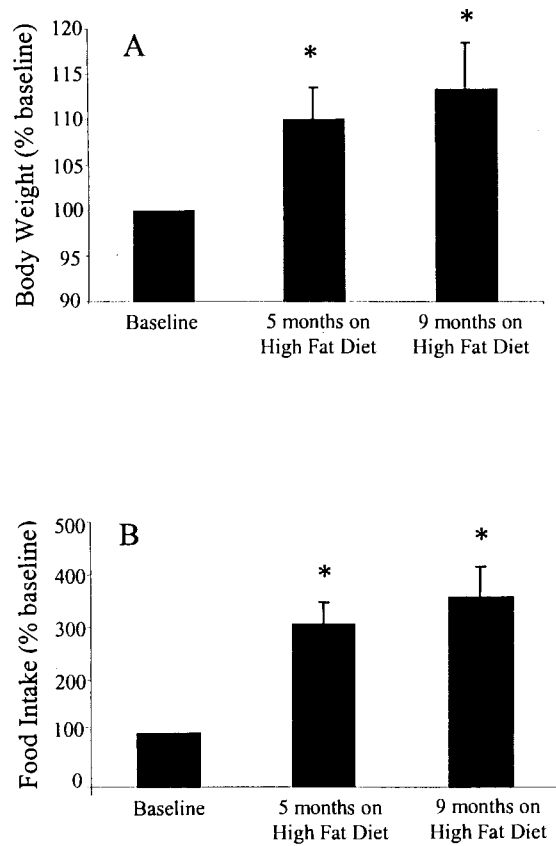 A
Body Weight (% baseline)
120
115
110
105
100
95
90
*
*
Baseline
5 months on
High Fat Diet
9 months on
High Fat Diet
B
Food Intake (% baseline)
500
400
300
200
100
0
*
*
Baseline
5 months on
High Fat Diet
9 months on
High Fat Diet